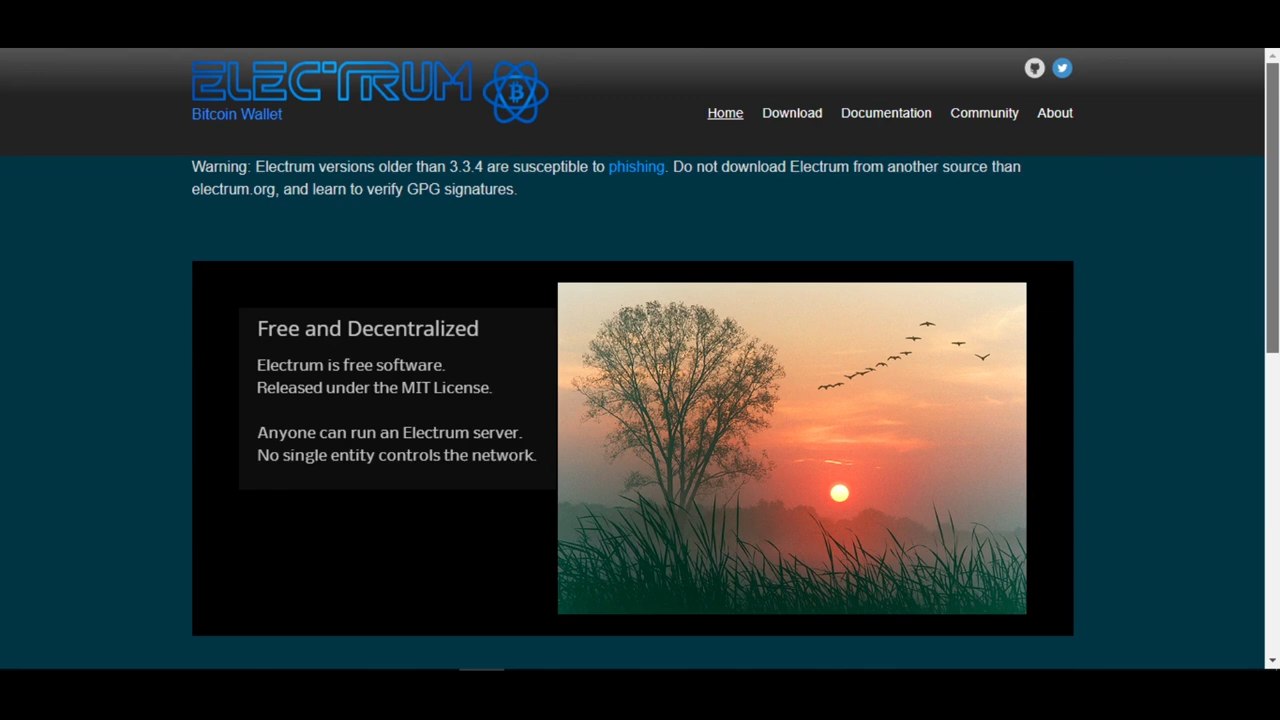 ELECTRUM
Bitcoin Wallet
Home Download Documentation Community About
Warning: Electrum versions older than 3.3.4 are susceptible to phishing. Do not download Electrum from another source than
electrum.org, and learn to verify GPG signatures.
Free and Decentralized
Electrum is free software.
Released under the MIT License.
Anyone can run an Electrum server.
No single entity controls the network.